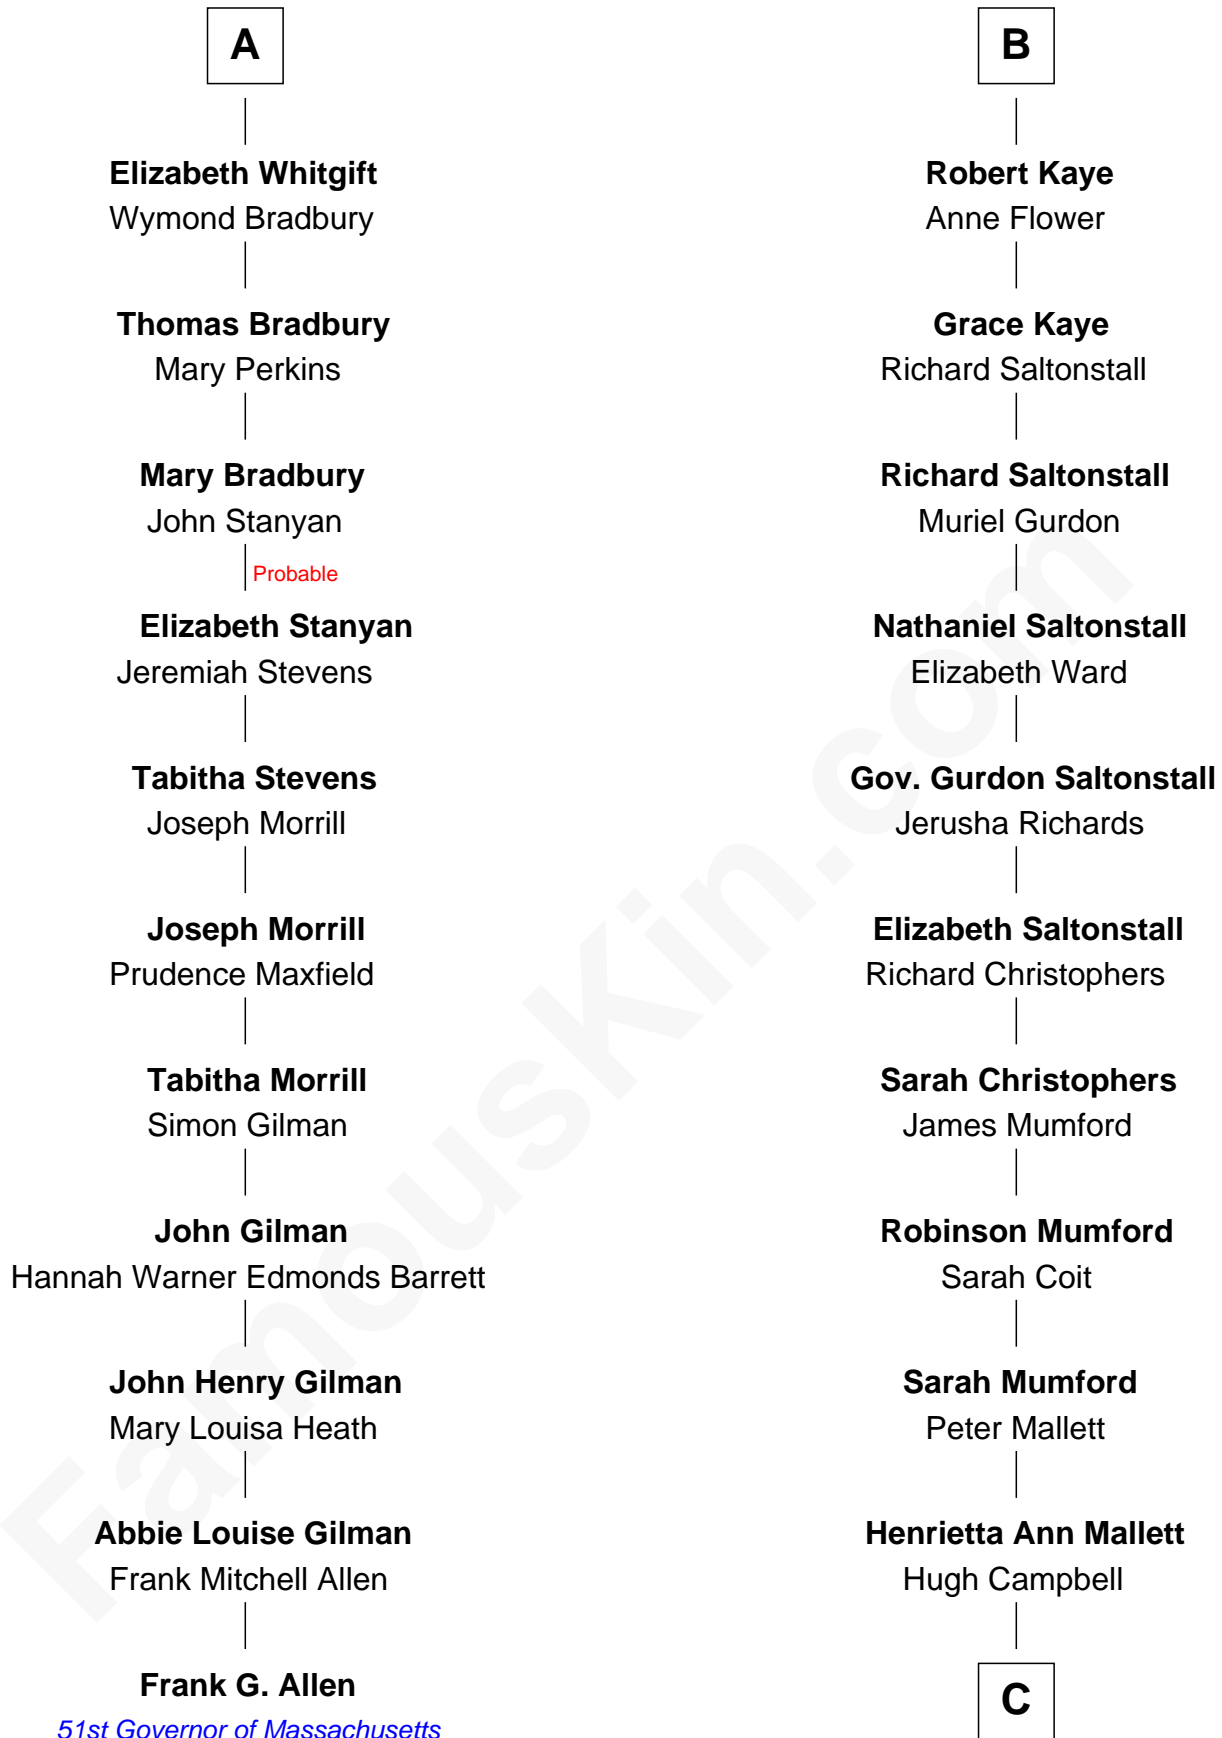 A
Elizabeth Whitgift
Wymond Bradbury
Thomas Bradbury
Mary Perkins
Mary Bradbury
John Stanyan
Probable
Elizabeth Stanyan
Jeremiah Stevens
Tabitha Stevens
Joseph Morrill
Joseph Morrill
Prudence Maxfield
Tabitha Morrill
Simon Gilman
John Gilman
Hannah Warner Edmonds Barrett
John Henry Gilman
Mary Louisa Heath
Abbie Louise Gilman
Frank Mitchell Allen
Frank G. Allen
51st Governor of Massachusetts
B
Robert Kaye
Anne Flower
Grace Kaye
Richard Saltonstall
Richard Saltonstall
Muriel Gurdon
Nathaniel Saltonstall
Elizabeth Ward
Gov. Gurdon Saltonstall
Jerusha Richards
Elizabeth Saltonstall
Richard Christophers
Sarah Christophers
James Mumford
Robinson Mumford
Sarah Coit
Sarah Mumford
Peter Mallett
Henrietta Ann Mallett
Hugh Campbell
C
FamousKin.com